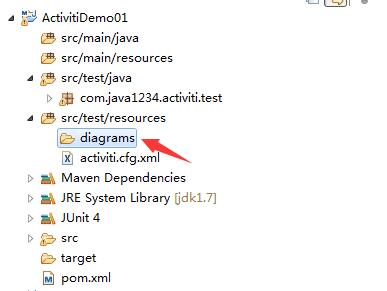 ActivitiDemo01
src/main/java
src/main/resources
src/test/java
com.java1234.activiti.test
src/test/resources
diagrams
activiti.cfg.xml
Maven Dependencies
JRE System Library [jdk1.7]
JUnit 4
src
target
pom.xml